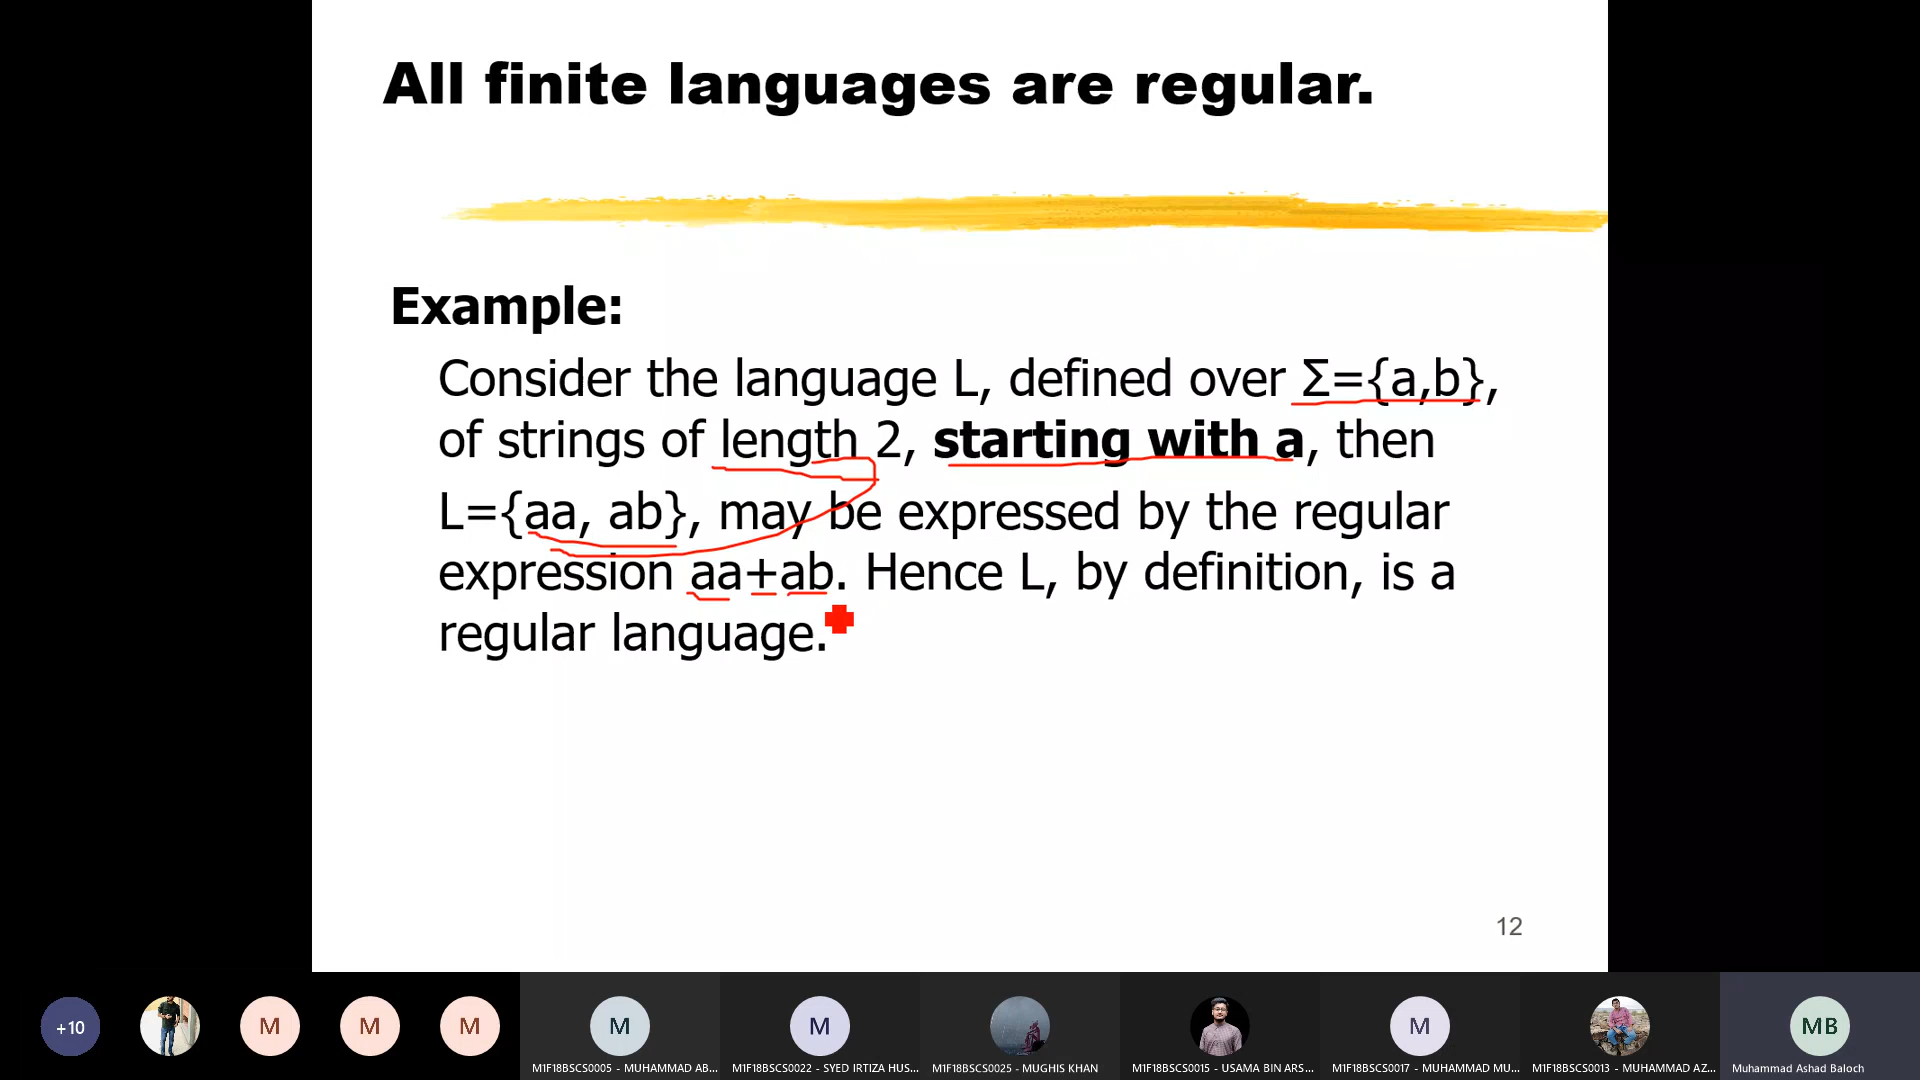 All finite languages are regular.
Example:
Consider the language L, defined over Σ={a,b},
of strings of length 2, starting with a, then
L={aa, ab}, may be expressed by the regular
expression aa+ab. Hence L, by definition, is a
regular language.
12
+10
M
M
M
M
M
M
MB
M1F18BSCS0005 - MUHAMMAD AB...
M1F18BSCS0022 - SYED IRTIZA HUS...
M1F18BSCS0025 - MUGHIS KHAN
M1F18BSCS0015 - USAMA BIN ARS...
M1F18BSCS0017 - MUHAMMAD MU...
M1F18BSCS0013 - MUHAMMAD AZ...
Muhammad Ashad Baloch